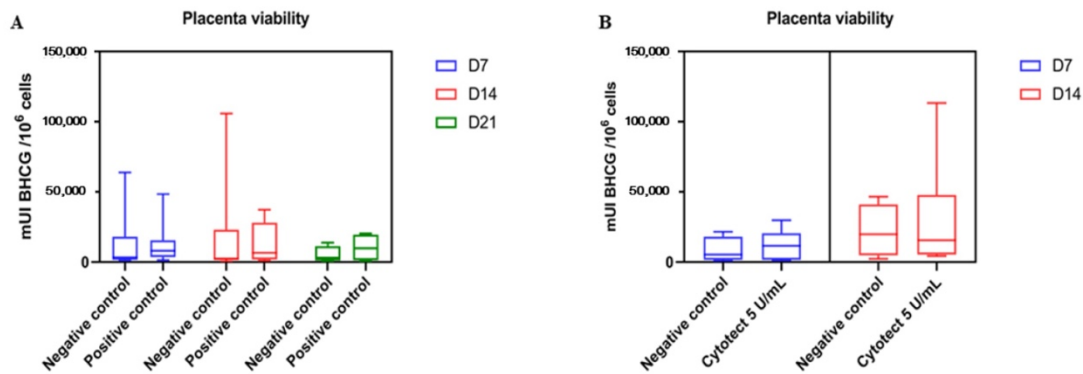 A
Placenta viability
mUI BHCG /10⁶ cells
150,000
100,000
50,000
0
Negative control
Positive control
Negative control
Positive control
Negative control
Positive control
D7
D14
D21
B
Placenta viability
mUI BHCG /10⁶ cells
150,000
100,000
50,000
0
Negative control
Cytotect 5 U/mL
Negative control
Cytotect 5 U/mL
D7
D14